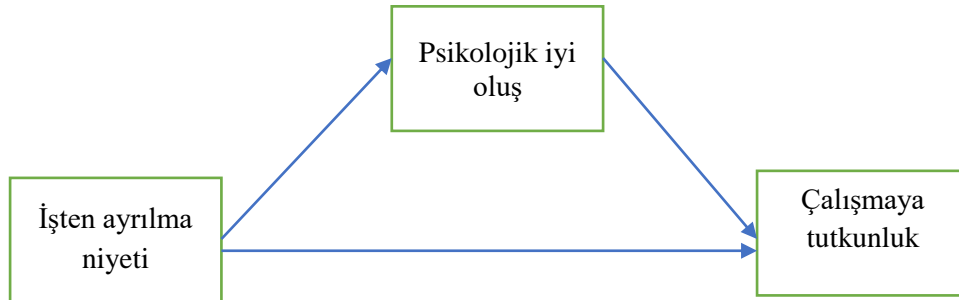 Psikolojik iyi
oluş
İşten ayrılma
niyeti
Çalışmaya
tutkunluk